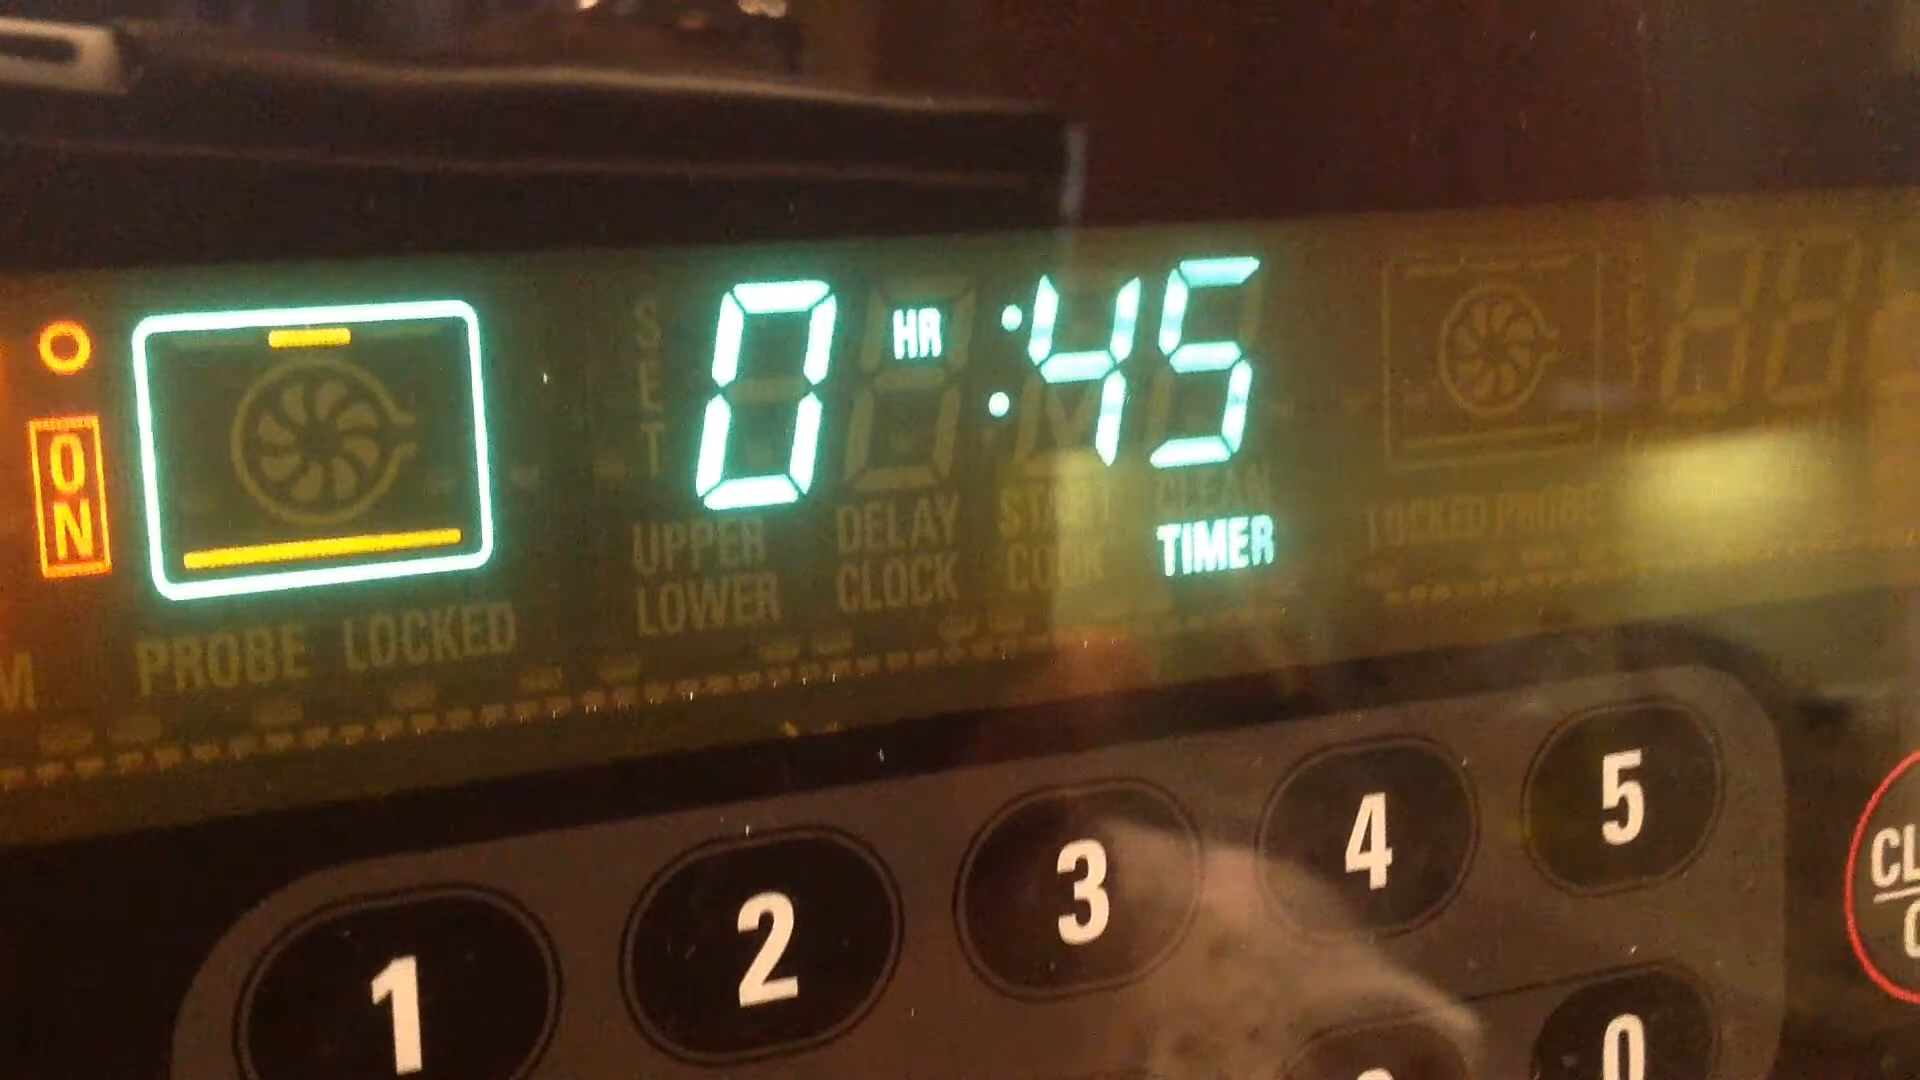 0 HR :45
ON
SET
UPPER DELAY START CLEAN
LOWER CLOCK COOK TIMER
PROBE LOCKED
LOCKED PROBE
M
1 2 3 4 5
0
CL